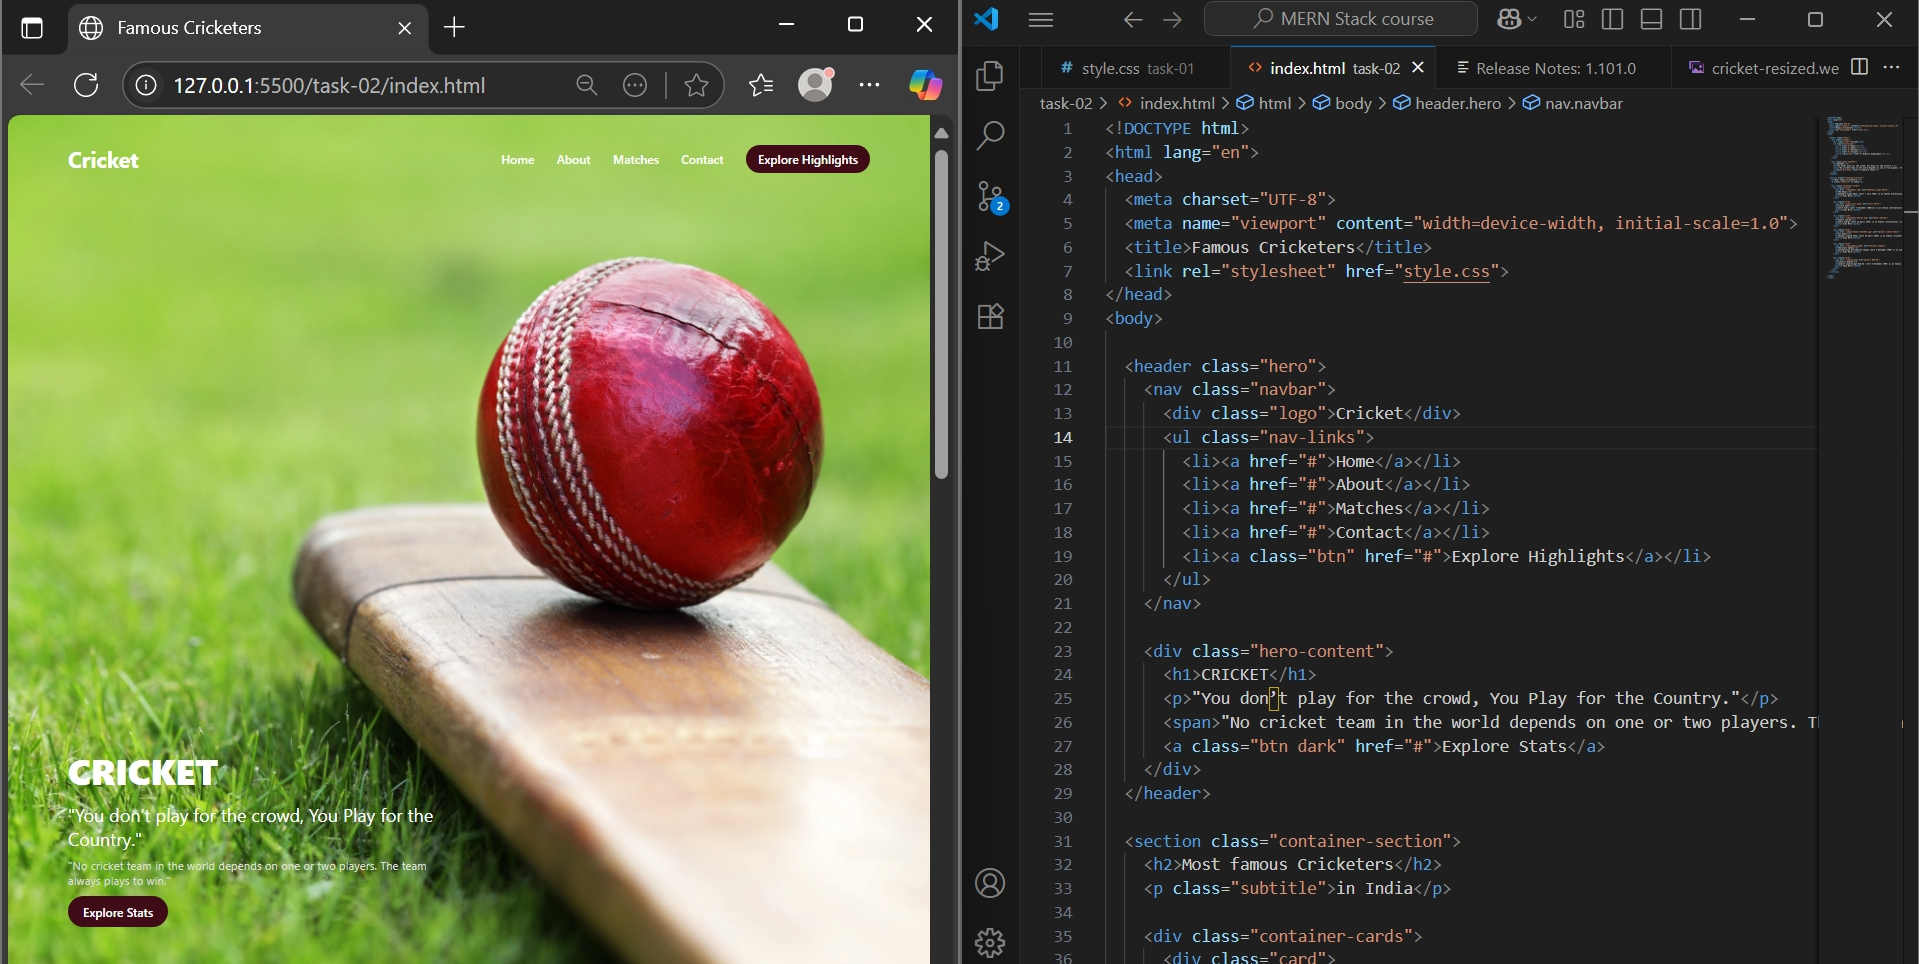 Famous Cricketers
127.0.0.1:5500/task-02/index.html
Cricket
Home About Matches Contact Explore Highlights
CRICKET
"You don’t play for the crowd, You Play for the
Country."
"No cricket team in the world depends on one or two players. The team
always plays to win."
Explore Stats
MERN Stack course
# style.css task-01
<> index.html task-02
Release Notes: 1.101.0
cricket-resized.we
task-02 > <> index.html > html > body > header.hero > nav.navbar
2
1 <!DOCTYPE html>
2 <html lang="en">
3 <head>
4 <meta charset="UTF-8">
5 <meta name="viewport" content="width=device-width, initial-scale=1.0">
6 <title>Famous Cricketers</title>
7 <link rel="stylesheet" href="style.css">
8 </head>
9 <body>
10
11 <header class="hero">
12 <nav class="navbar">
13 <div class="logo">Cricket</div>
14 <ul class="nav-links">
15 <li><a href="#">Home</a></li>
16 <li><a href="#">About</a></li>
17 <li><a href="#">Matches</a></li>
18 <li><a href="#">Contact</a></li>
19 <li><a class="btn" href="#">Explore Highlights</a></li>
20 </ul>
21 </nav>
22
23 <div class="hero-content">
24 <h1>CRICKET</h1>
25 <p>"You don’t play for the crowd, You Play for the Country."</p>
26 <span>"No cricket team in the world depends on one or two players. T
27 <a class="btn dark" href="#">Explore Stats</a>
28 </div>
29 </header>
30
31 <section class="container-section">
32 <h2>Most famous Cricketers</h2>
33 <p class="subtitle">in India</p>
34
35 <div class="container-cards">
36 <div class="card">